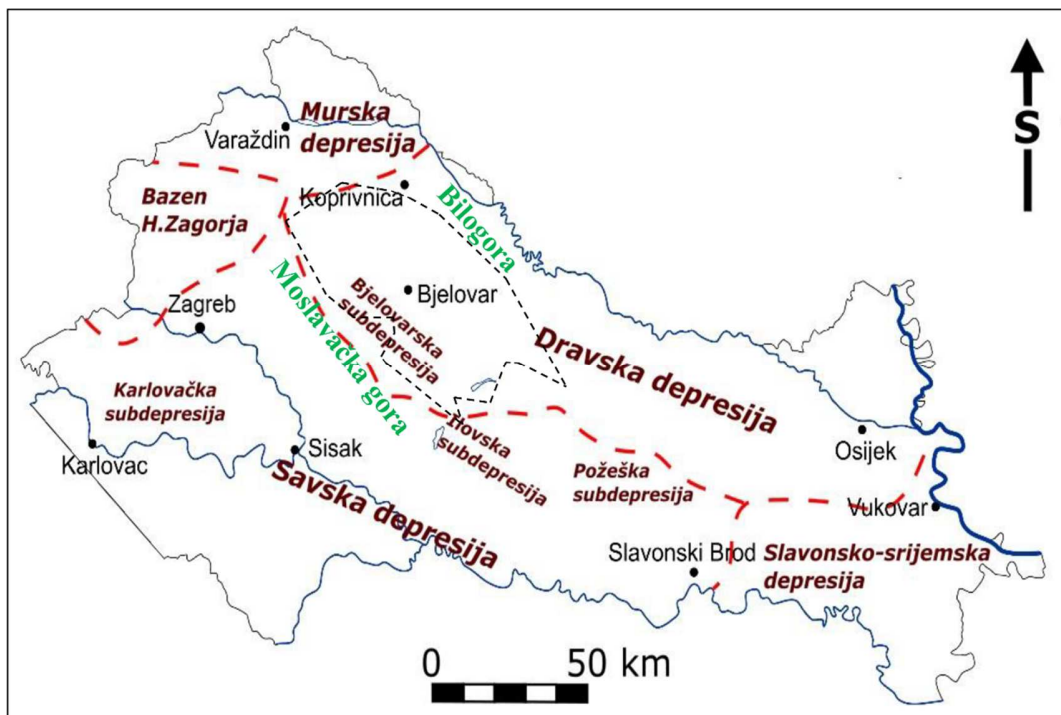 Murska
depresija
Varaždin
S
Bazen
H.Zagorja
Koprivnica
Bilogora
Moslavačka gora
Bjelovarska
subdepresija
Bjelovar
Zagreb
Dravska depresija
Karlovačka
subdepresija
Karlovac
Sisak
Savska depresija
Hovska
subdepresija
Požeška
subdepresija
Osijek
Vukovar
Slavonski Brod
Slavonsko-srijemska
depresija
0 50 km